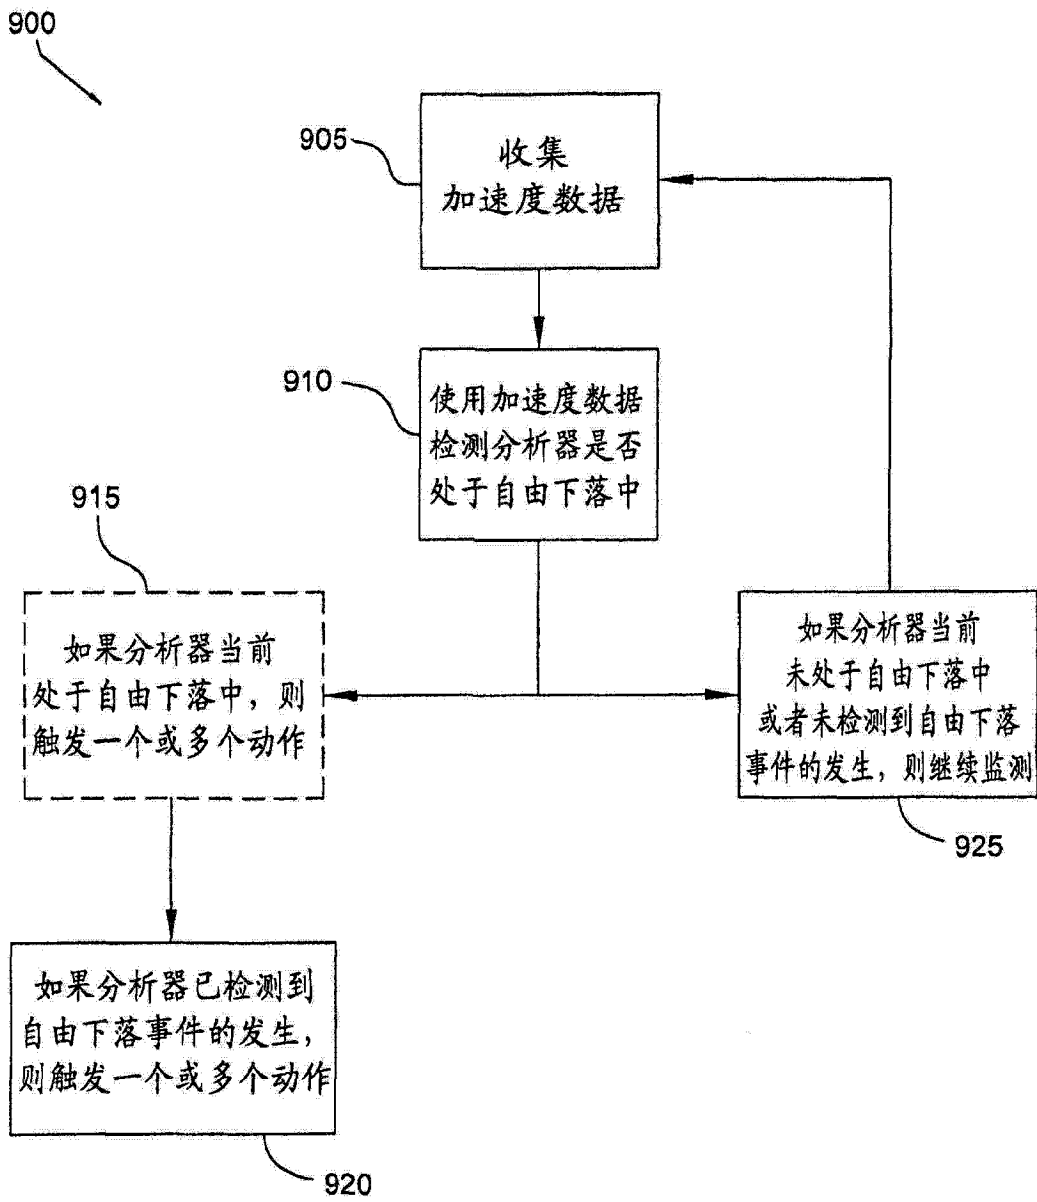 900
905
收集
加速度数据
910
使用加速度数据
检测分析器是否
处于自由下落中
915
如果分析器当前
处于自由下落中，则
触发一个或多个动作
如果分析器当前
未处于自由下落中
或者未检测到自由下落
事件的发生，则继续监测
925
如果分析器已检测到
自由下落事件的发生，
则触发一个或多个动作
920